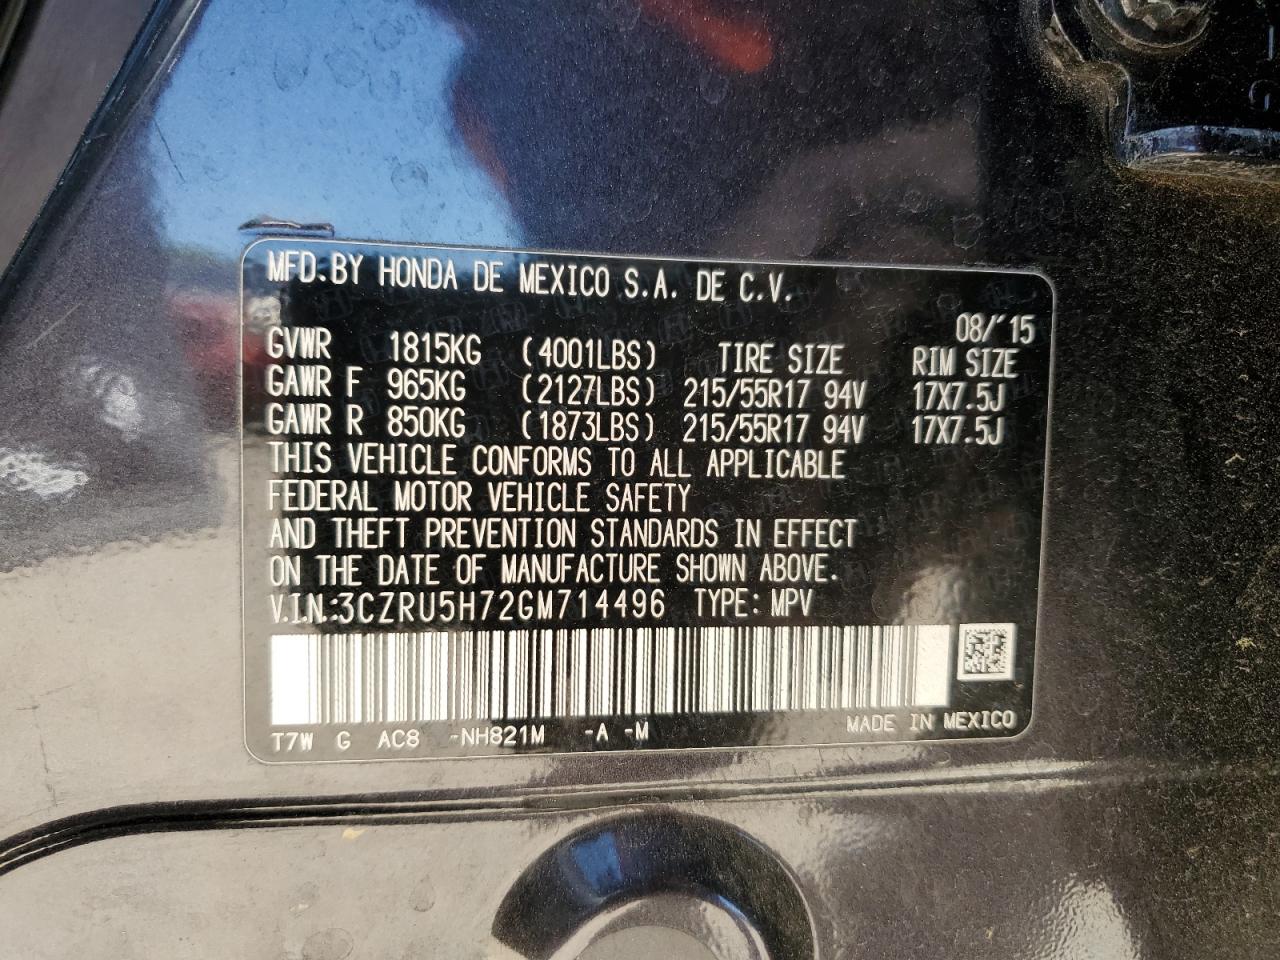 MFD.BY HONDA DE MEXICO S.A. DE C.V.
08/'15
GVWR 1815KG (4001LBS) TIRE SIZE RIM SIZE
GAWR F 965KG (2127LBS) 215/55R17 94V 17X7.5J
GAWR R 850KG (1873LBS) 215/55R17 94V 17X7.5J
THIS VEHICLE CONFORMS TO ALL APPLICABLE
FEDERAL MOTOR VEHICLE SAFETY
AND THEFT PREVENTION STANDARDS IN EFFECT
ON THE DATE OF MANUFACTURE SHOWN ABOVE.
V.I.N.:3CZRU5H72GM714496 TYPE: MPV
T7W G AC8 -NH821M -A -M MADE IN MEXICO